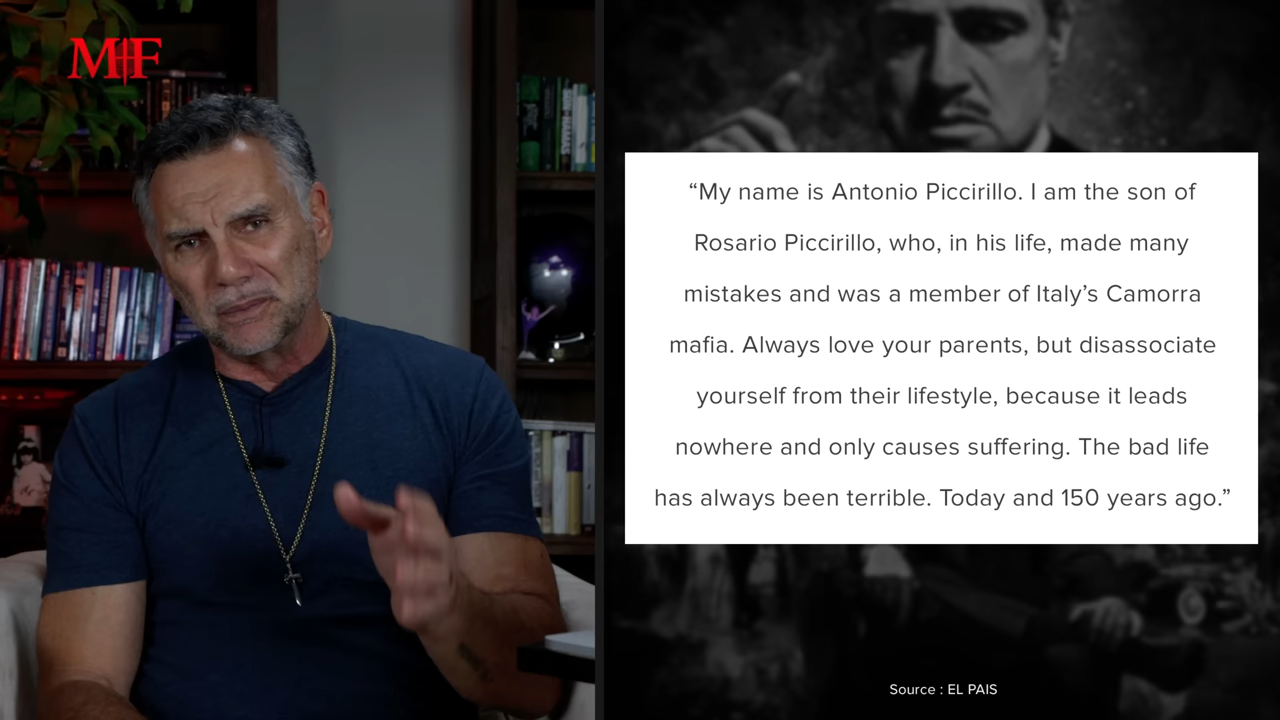 M|F
“My name is Antonio Piccirillo. I am the son of
Rosario Piccirillo, who, in his life, made many
mistakes and was a member of Italy’s Camorra
mafia. Always love your parents, but disassociate
yourself from their lifestyle, because it leads
nowhere and only causes suffering. The bad life
has always been terrible. Today and 150 years ago.”
Source : EL PAIS